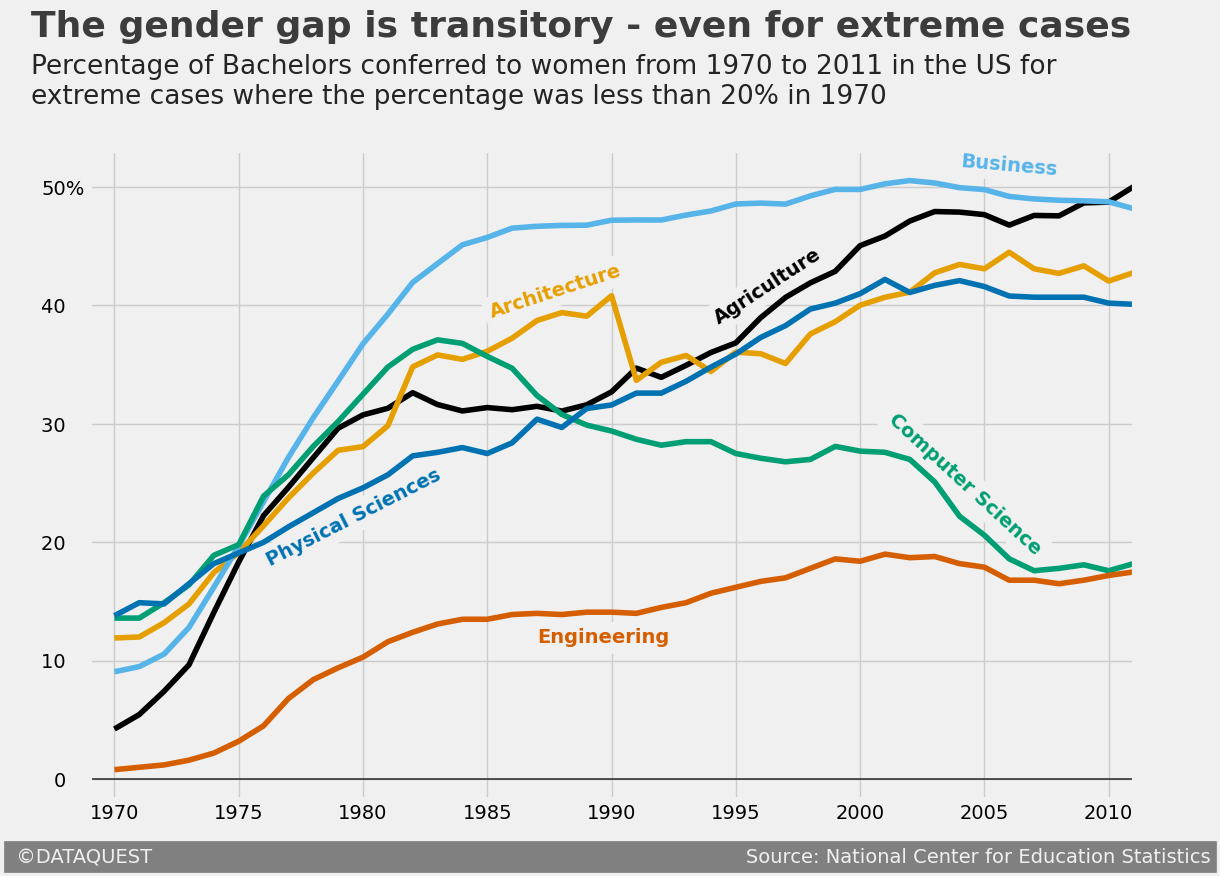 The gender gap is transitory - even for extreme cases
Percentage of Bachelors conferred to women from 1970 to 2011 in the US for
extreme cases where the percentage was less than 20% in 1970
Business
50%
Architecture
Agriculture
40
30
Computer Science
Physical Sciences
20
Engineering
10
0
1970 1975 1980 1985 1990 1995 2000 2005 2010
©DATAQUEST Source: National Center for Education Statistics